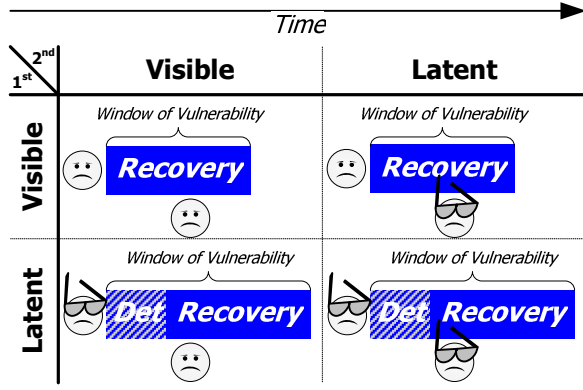 Time
2nd
1st
Visible
Latent
Visible
Window of Vulnerability
Recovery
Window of Vulnerability
Recovery
Latent
Window of Vulnerability
Det Recovery
Window of Vulnerability
Det Recovery